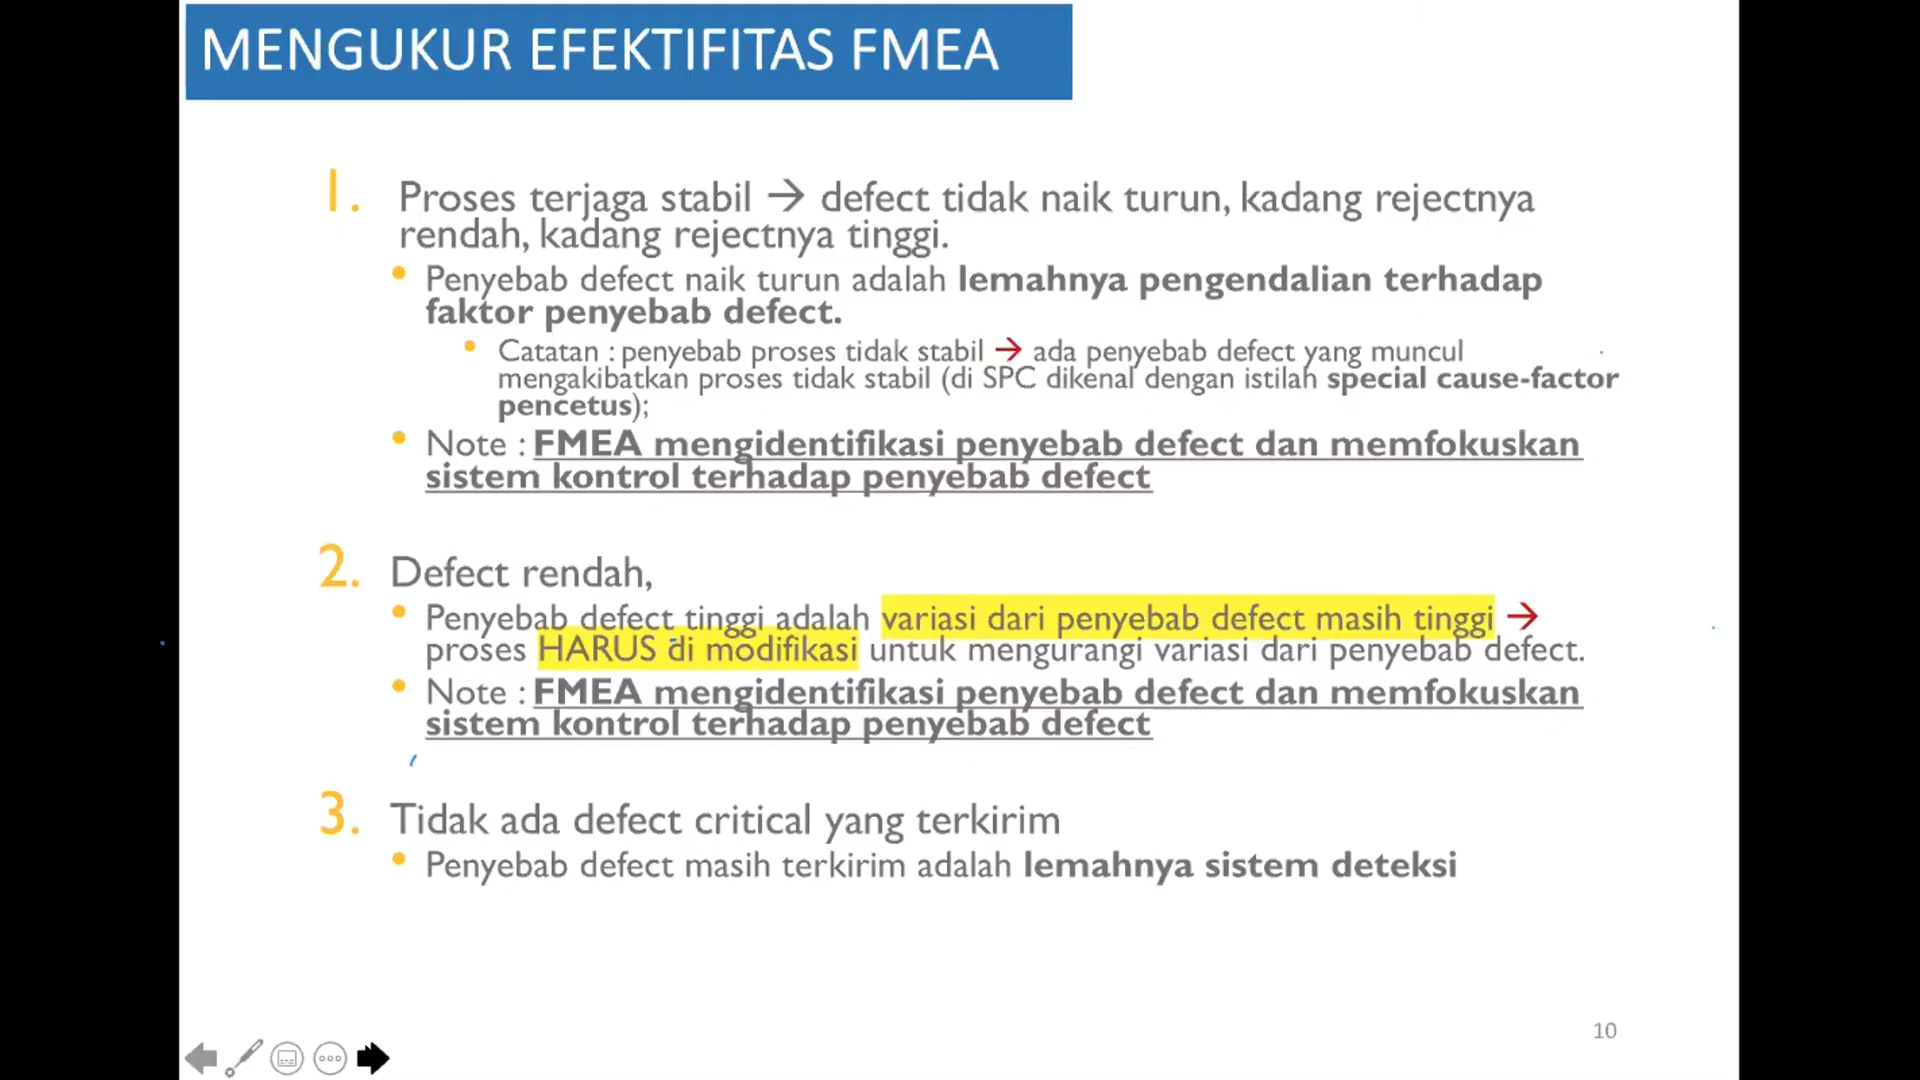 MENGUKUR EFEKTIFITAS FMEA
1. Proses terjaga stabil → defect tidak naik turun, kadang rejectnya
rendah, kadang rejectnya tinggi.
• Penyebab defect naik turun adalah lemahnya pengendalian terhadap
faktor penyebab defect.
• Catatan : penyebab proses tidak stabil → ada penyebab defect yang muncul
mengakibatkan proses tidak stabil (di SPC dikenal dengan istilah special cause-factor
pencetus);
• Note : FMEA mengidentifikasi penyebab defect dan memfokuskan
sistem kontrol terhadap penyebab defect
2. Defect rendah,
• Penyebab defect tinggi adalah variasi dari penyebab defect masih tinggi →
proses HARUS di modifikasi untuk mengurangi variasi dari penyebab defect.
• Note : FMEA mengidentifikasi penyebab defect dan memfokuskan
sistem kontrol terhadap penyebab defect
3. Tidak ada defect critical yang terkirim
• Penyebab defect masih terkirim adalah lemahnya sistem deteksi
10